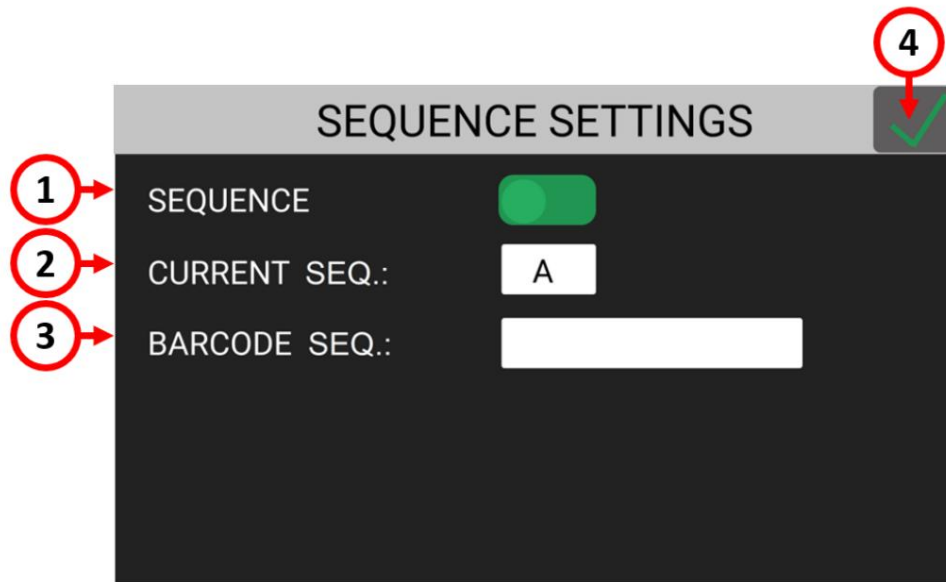 4
SEQUENCE SETTINGS
1 SEQUENCE
2 CURRENT SEQ.: A
3 BARCODE SEQ.: